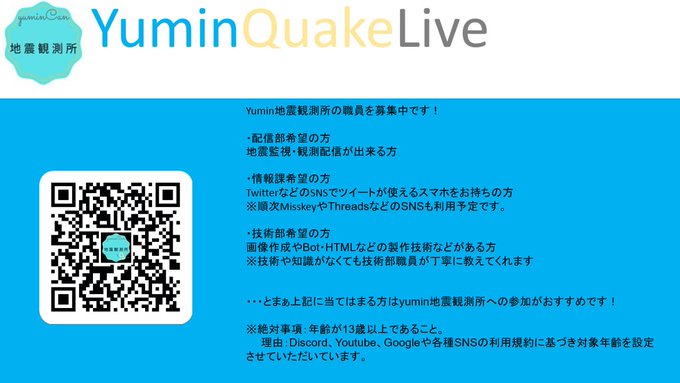 yuminCan
地震観測所
YuminQuakeLive
Yumin地震観測所の職員を募集中です！
・配信部希望の方
地震監視・観測配信が出来る方
・情報課希望の方
TwitterなどのSNSでツイートが使えるスマホをお持ちの方
※順次MisskeyやThreadsなどのSNSも利用予定です。
・技術部希望の方
画像作成やBot・HTMLなどの製作技術などがある方
※技術や知識がなくても技術部職員が丁寧に教えてくれます
・・・とまぁ上記に当てはまる方はyumin地震観測所への参加がおすすめです！
※絶対事項：年齢が13歳以上であること。
理由：Discord、Youtube、Googleや各種SNSの利用規約に基づき対象年齢を設定
させていただいています。
地震観測所